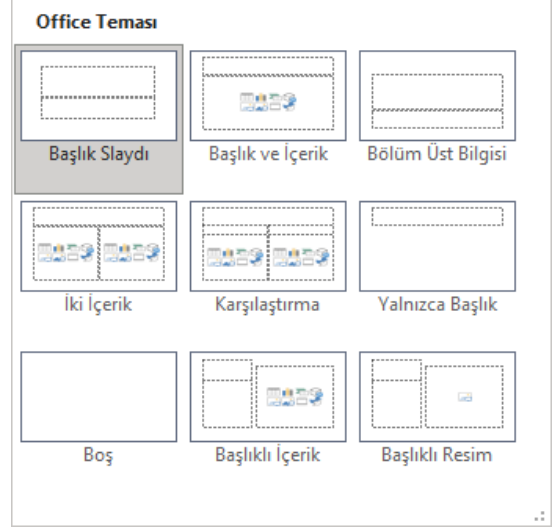 Office Teması
Başlık Slaydı
Başlık ve İçerik
Bölüm Üst Bilgisi
İki İçerik
Karşılaştırma
Yalnızca Başlık
Boş
Başlıklı İçerik
Başlıklı Resim